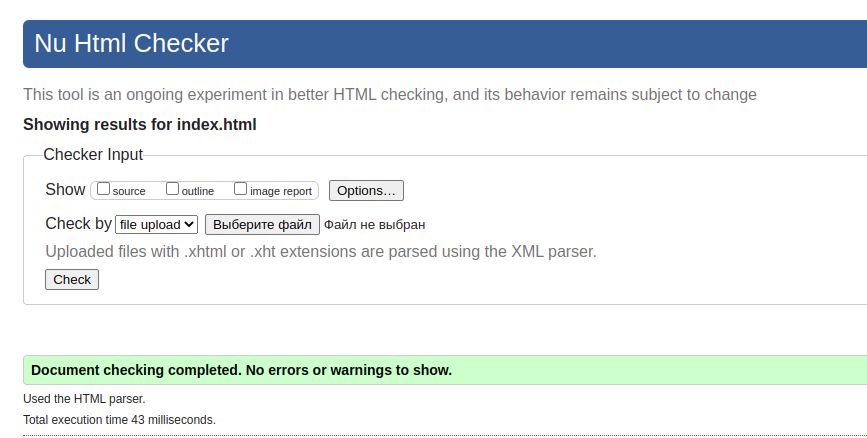 Nu Html Checker
This tool is an ongoing experiment in better HTML checking, and its behavior remains subject to change
Showing results for index.html
Checker Input
Show source outline image report Options...
Check by file upload Выберите файл Файл не выбран
Uploaded files with .xhtml or .xht extensions are parsed using the XML parser.
Check
Document checking completed. No errors or warnings to show.
Used the HTML parser.
Total execution time 43 milliseconds.